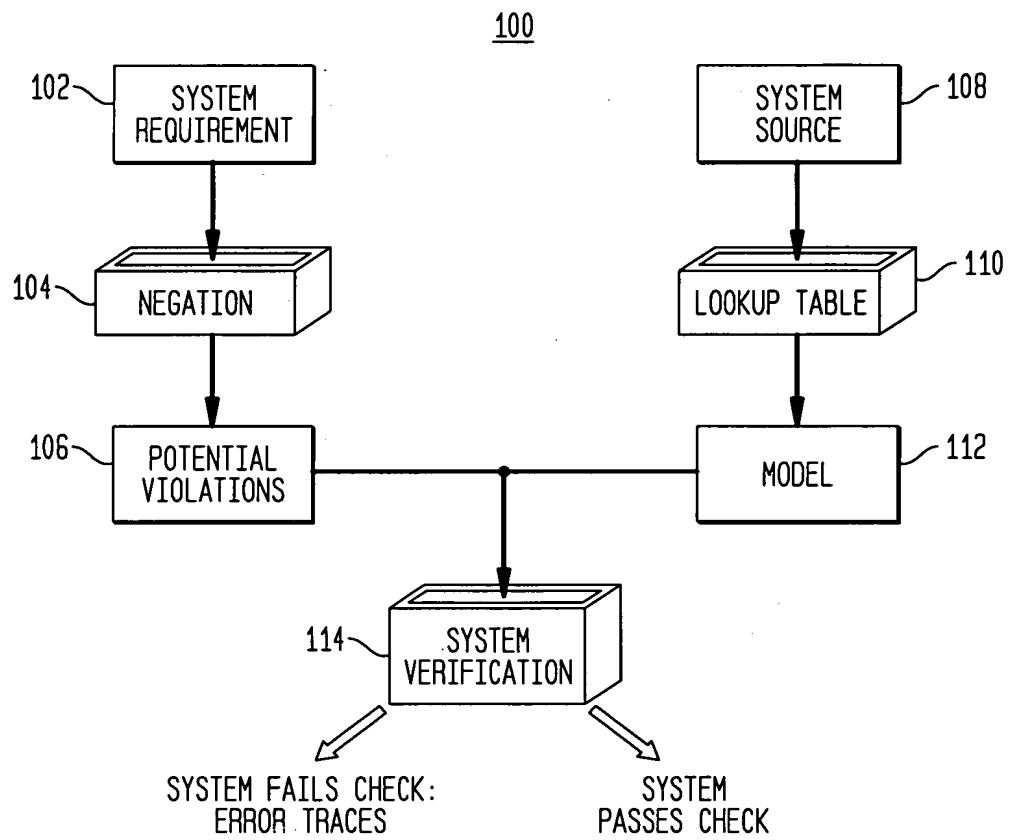 100
102
SYSTEM
REQUIREMENT
SYSTEM
SOURCE
108
104
NEGATION
LOOKUP TABLE
110
106
POTENTIAL
VIOLATIONS
MODEL
112
114
SYSTEM
VERIFICATION
SYSTEM FAILS CHECK:
ERROR TRACES
SYSTEM
PASSES CHECK